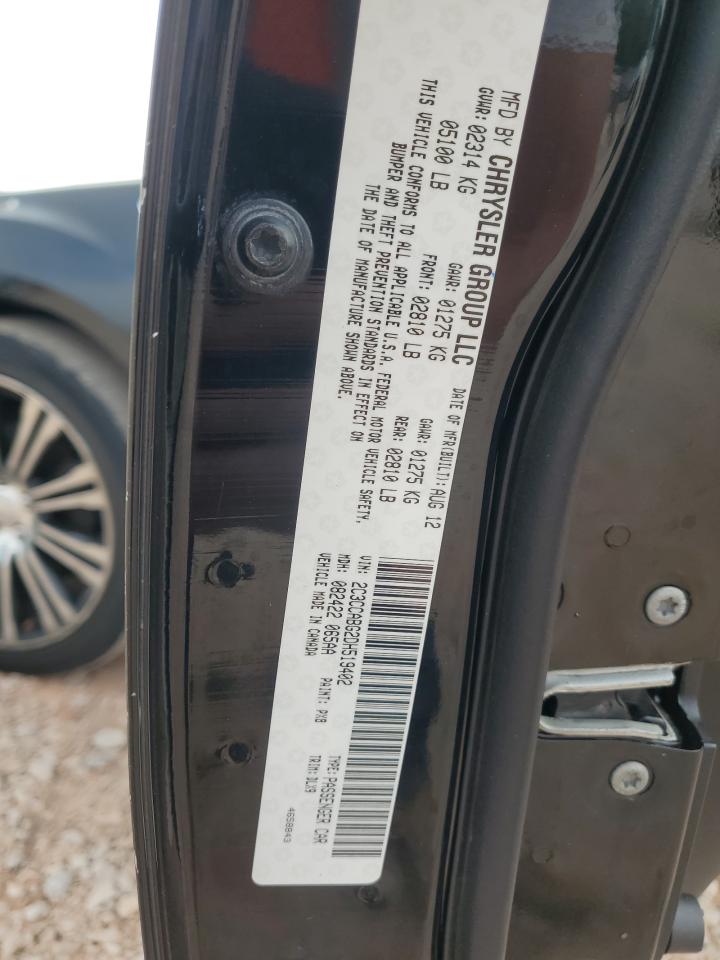 MFD BY CHRYSLER GROUP LLC DATE OF MFR(BUILT): AUG 12
GVWR: 02314 KG GAWR: 01275 KG GAWR: 01275 KG
05100 LB FRONT: 02810 LB REAR: 02810 LB
THIS VEHICLE CONFORMS TO ALL APPLICABLE U.S.A. FEDERAL MOTOR VEHICLE SAFETY,
BUMPER AND THEFT PREVENTION STANDARDS IN EFFECT ON
THE DATE OF MANUFACTURE SHOWN ABOVE.
VIN: 2C3CCABG2DH519402 TYPE: PASSENGER CAR
MDH: 082422 065AA PAINT: PX8 TRIM: DLX9
VEHICLE MADE IN CANADA
4658843